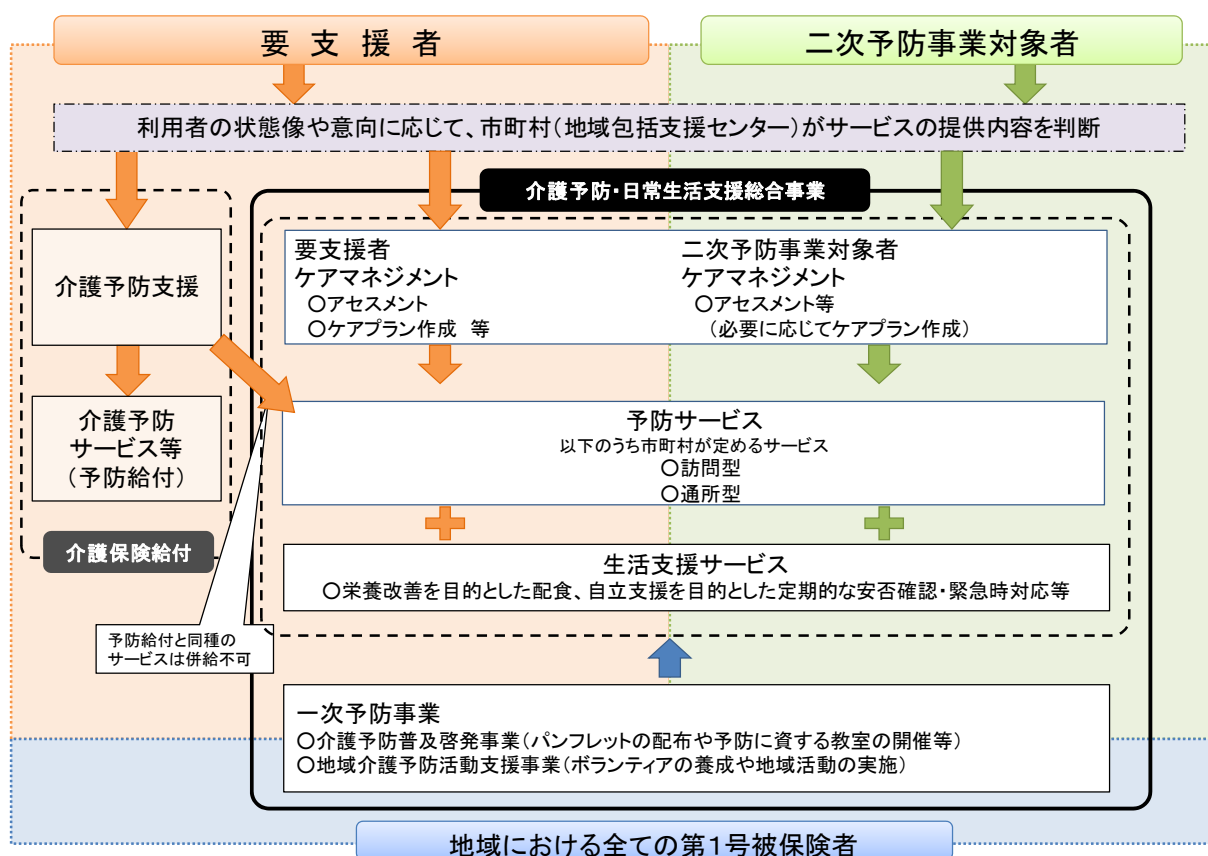 要 支 援 者
二次予防事業対象者
利用者の状態像や意向に応じて、市町村（地域包括支援センター）がサービスの提供内容を判断
介護予防・日常生活支援総合事業
介護予防支援
介護予防
サービス等
（予防給付）
介護保険給付
要支援者
ケアマネジメント
○アセスメント
○ケアプラン作成 等
二次予防事業対象者
ケアマネジメント
○アセスメント等
（必要に応じてケアプラン作成）
予防サービス
以下のうち市町村が定めるサービス
○訪問型
○通所型
生活支援サービス
○栄養改善を目的とした配食、自立支援を目的とした定期的な安否確認・緊急時対応等
予防給付と同種の
サービスは併給不可
一次予防事業
○介護予防普及啓発事業（パンフレットの配布や予防に資する教室の開催等）
○地域介護予防活動支援事業（ボランティアの養成や地域活動の実施）
地域における全ての第１号被保険者